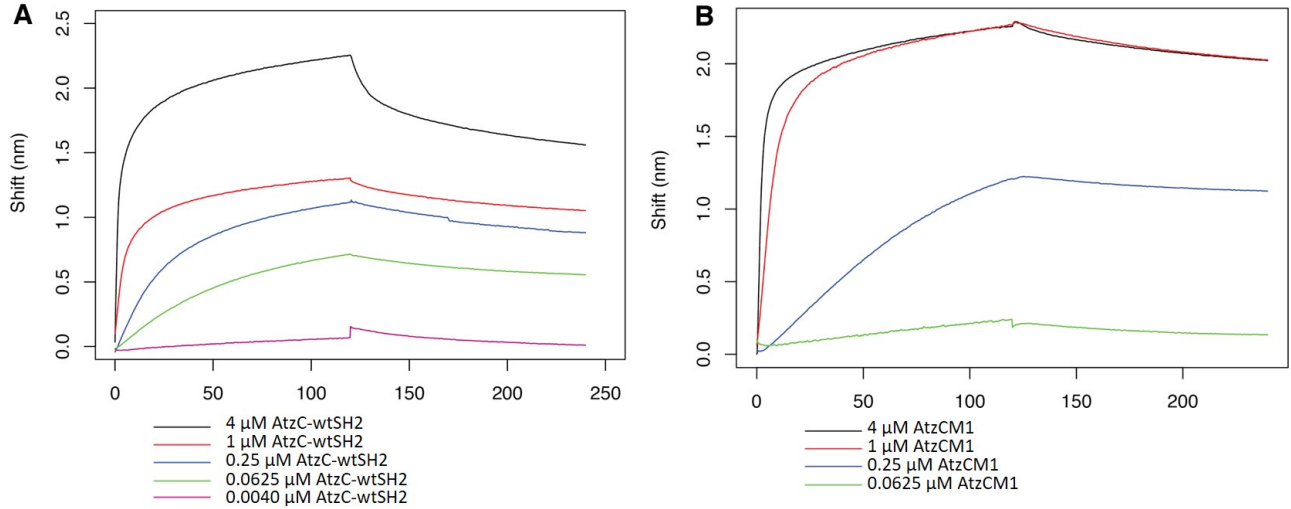 A
Shift (nm)
2.5
2.0
1.5
1.0
0.5
0.0
0 50 100 150 200 250
4 μM AtzC-wtSH2
1 μM AtzC-wtSH2
0.25 μM AtzC-wtSH2
0.0625 μM AtzC-wtSH2
0.0040 μM AtzC-wtSH2
B
Shift (nm)
2.0
1.5
1.0
0.5
0.0
0 50 100 150 200
4 μM AtzCM1
1 μM AtzCM1
0.25 μM AtzCM1
0.0625 μM AtzCM1